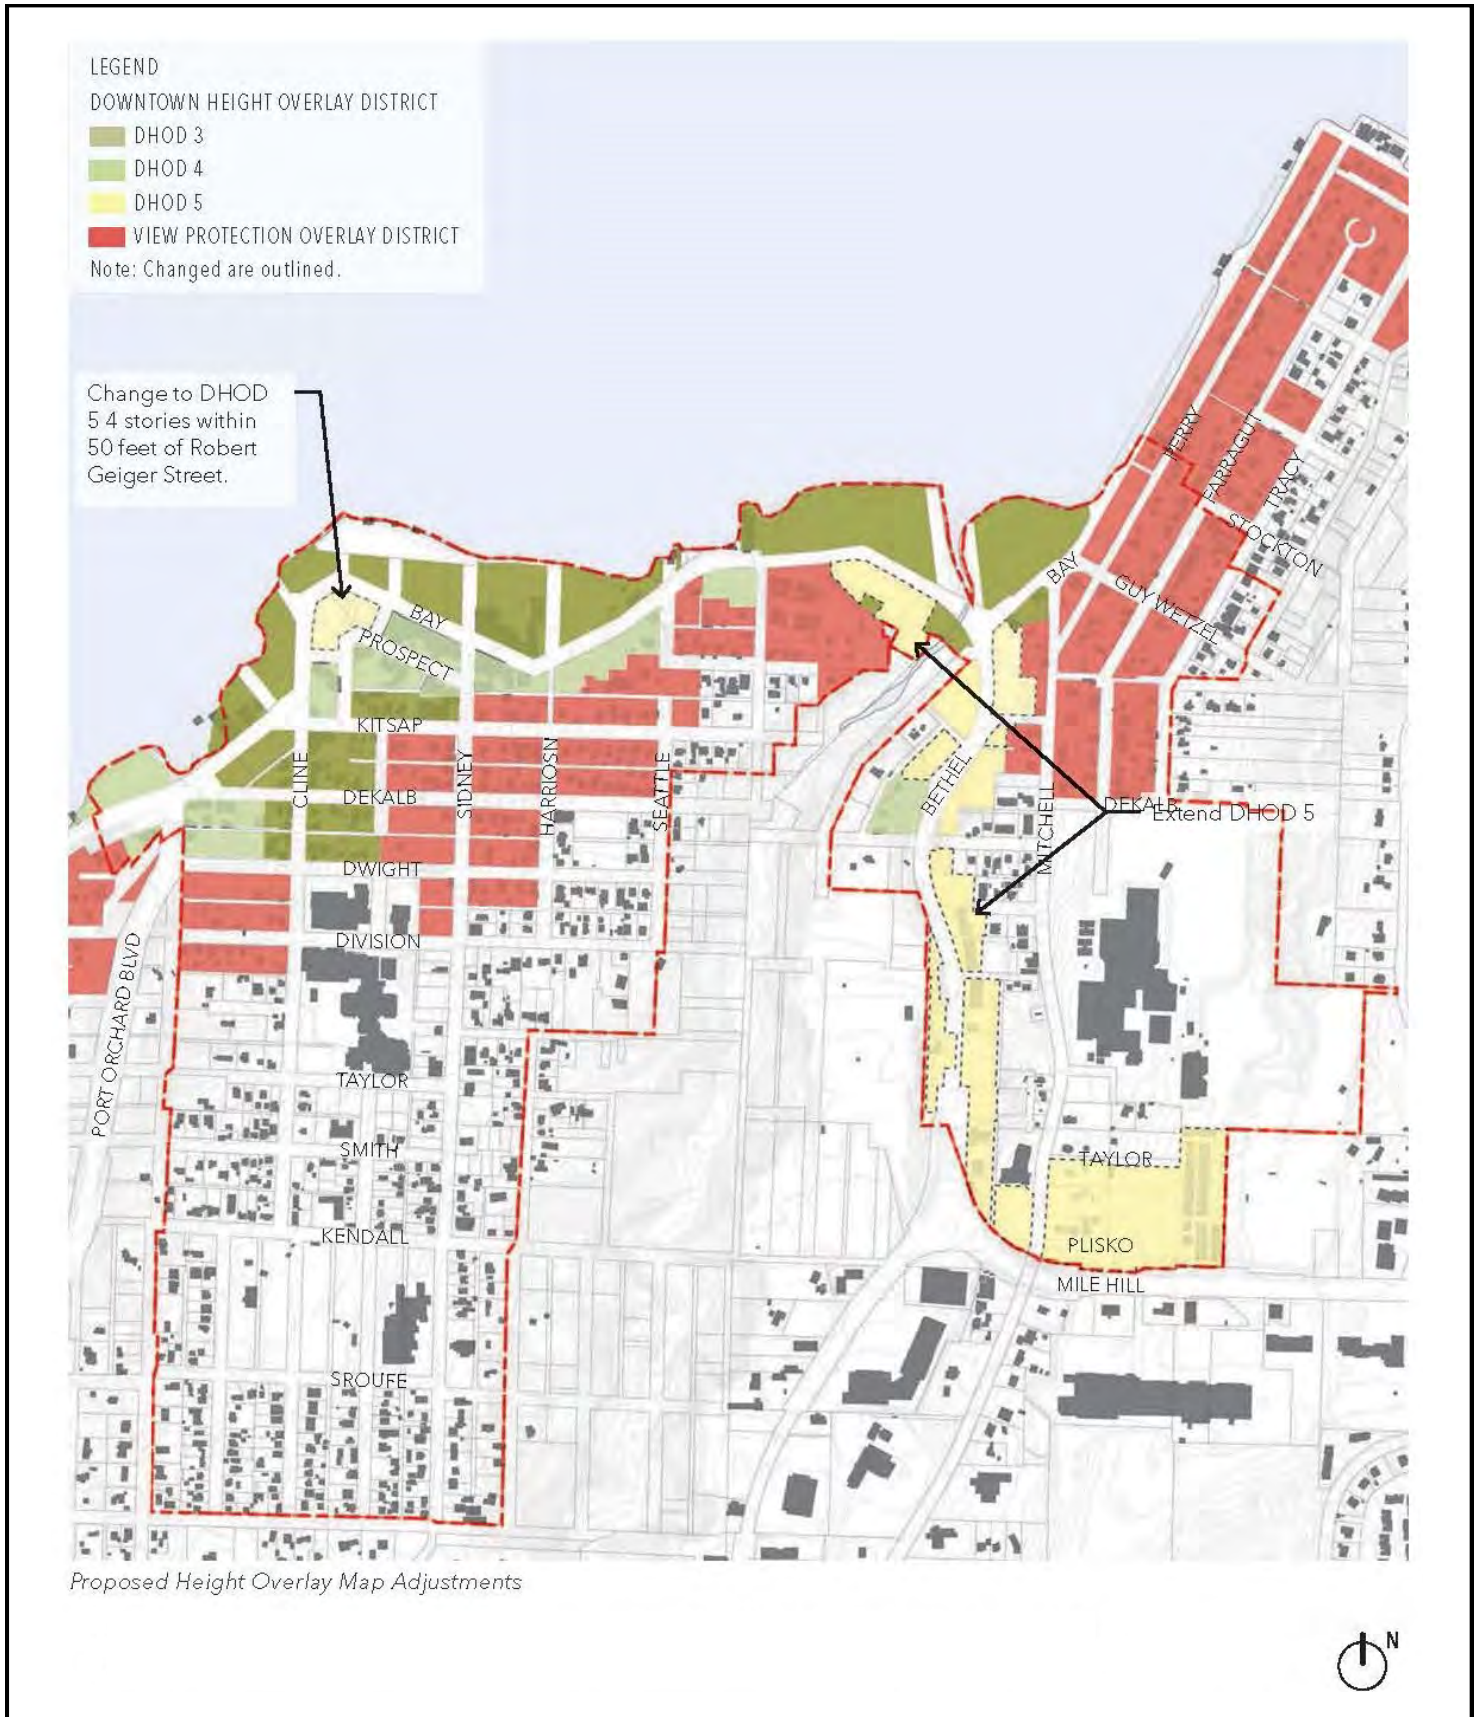 LEGEND
DOWNTOWN HEIGHT OVERLAY DISTRICT
DHOD 3
DHOD 4
DHOD 5
VIEW PROTECTION OVERLAY DISTRICT
Note: Changed are outlined.
Change to DHOD
5 4 stories within
50 feet of Robert
Geiger Street.
PERRY
FARRAGUT
TRACY
STOCKTON
BAY
GUY WETZEL
BAY
PROSPECT
KITSAP
CLINE
SIDNEY
HARRIOSN
SEATTLE
BETHEL
MITCHELL
DEKALB
DEKALB
Extend DHOD 5
DWIGHT
DIVISION
PORT ORCHARD BLVD
TAYLOR
SMITH
TAYLOR
KENDALL
PLISKO
MILE HILL
SROUFE
Proposed Height Overlay Map Adjustments
N